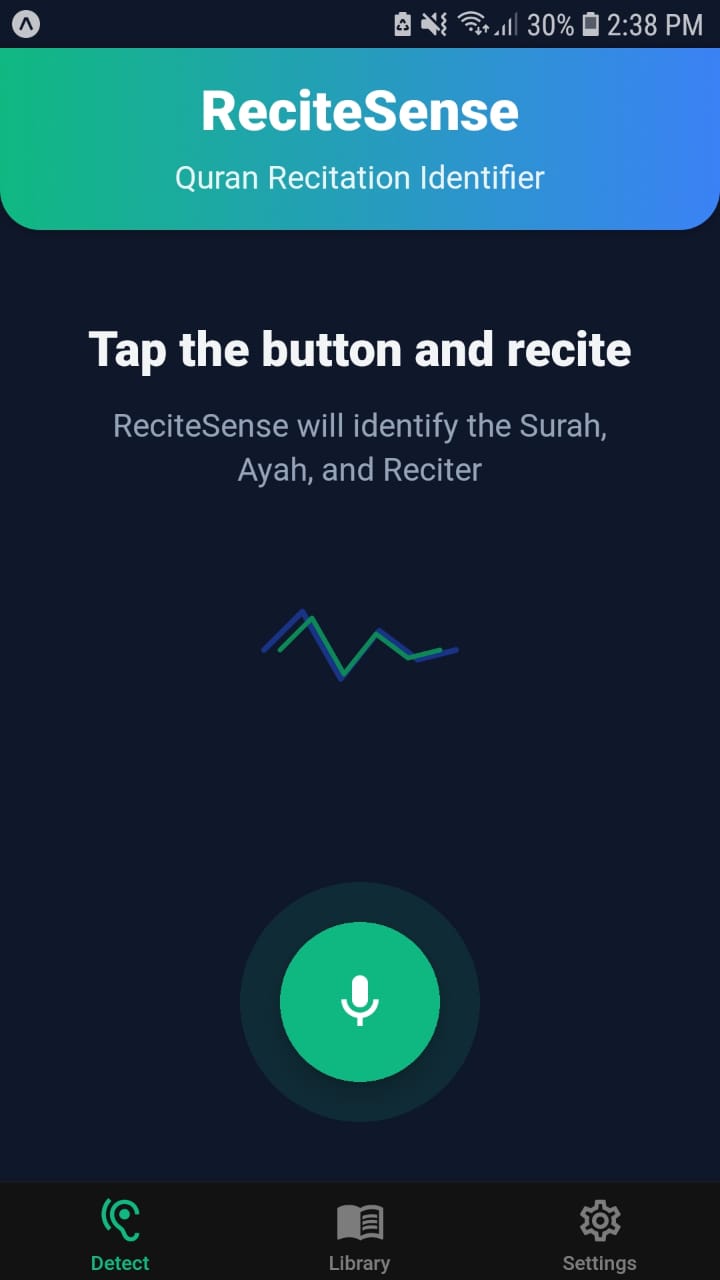 30% 2:38 PM
ReciteSense
Quran Recitation Identifier
Tap the button and recite
ReciteSense will identify the Surah,
Ayah, and Reciter
Detect Library Settings